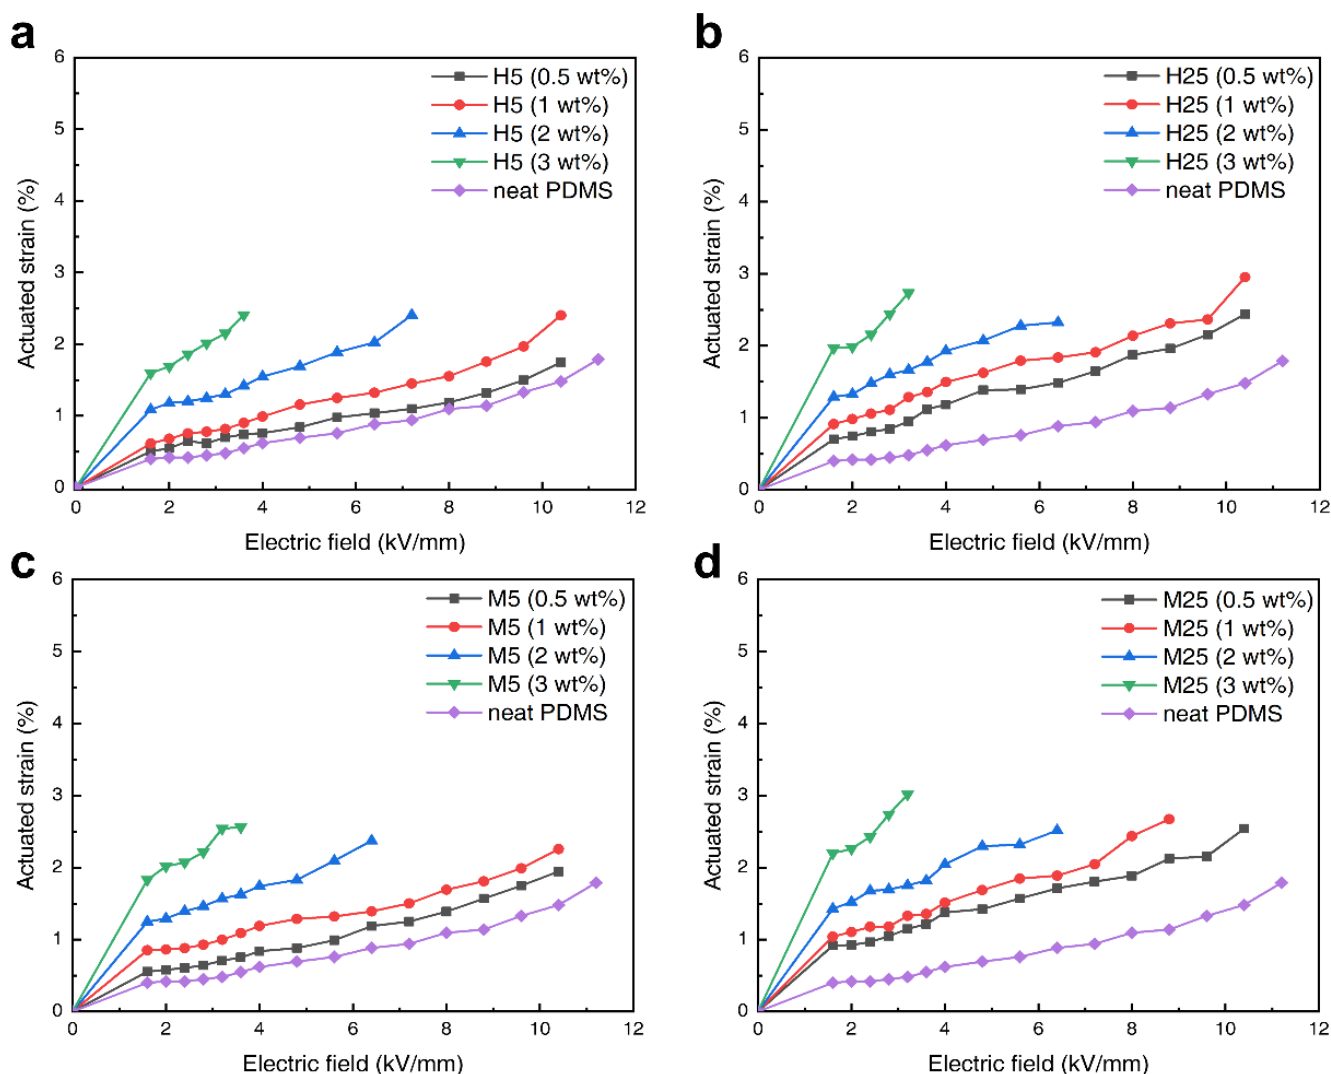 a
6
5
4
3
2
1
0
0
2
4
6
8
10
12
Actuated strain (%)
Electric field (kV/mm)
H5 (0.5 wt%)
H5 (1 wt%)
H5 (2 wt%)
H5 (3 wt%)
neat PDMS
b
6
5
4
3
2
1
0
0
2
4
6
8
10
12
Actuated strain (%)
Electric field (kV/mm)
H25 (0.5 wt%)
H25 (1 wt%)
H25 (2 wt%)
H25 (3 wt%)
neat PDMS
c
6
5
4
3
2
1
0
0
2
4
6
8
10
12
Actuated strain (%)
Electric field (kV/mm)
M5 (0.5 wt%)
M5 (1 wt%)
M5 (2 wt%)
M5 (3 wt%)
neat PDMS
d
6
5
4
3
2
1
0
0
2
4
6
8
10
12
Actuated strain (%)
Electric field (kV/mm)
M25 (0.5 wt%)
M25 (1 wt%)
M25 (2 wt%)
M25 (3 wt%)
neat PDMS